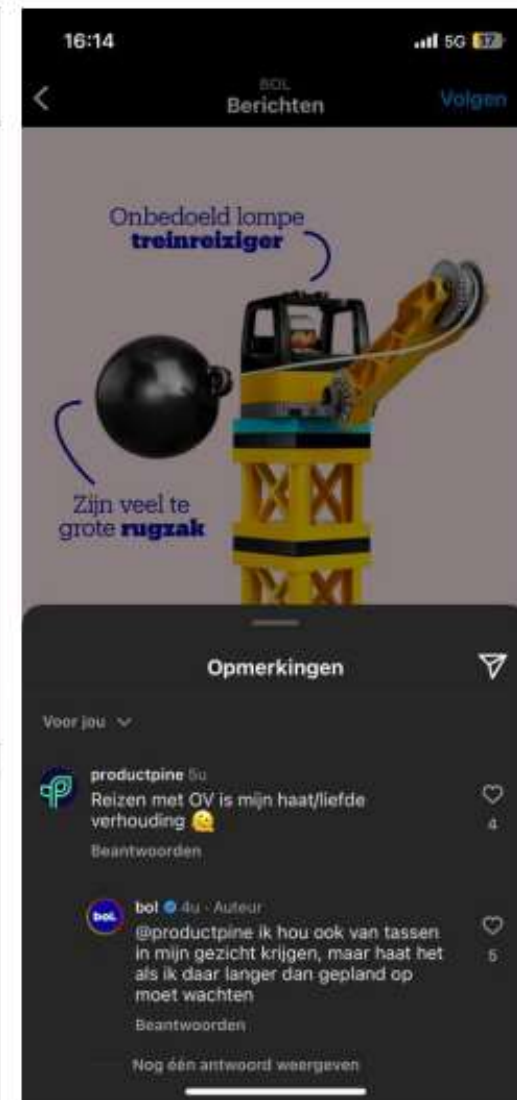 16:14
5G 17
BOL
Berichten
Volgen
Onbedoeld lompe
treinreiziger
Zijn veel te
grote rugzak
Opmerkingen
Voor jou
productpine 5u
Reizen met OV is mijn haat/liefde
verhouding 🫠
4
Beantwoorden
bol.
bol 4u · Auteur
@productpine ik hou ook van tassen
in mijn gezicht krijgen, maar haat het
als ik daar langer dan gepland op
moet wachten
5
Beantwoorden
Nog één antwoord weergeven